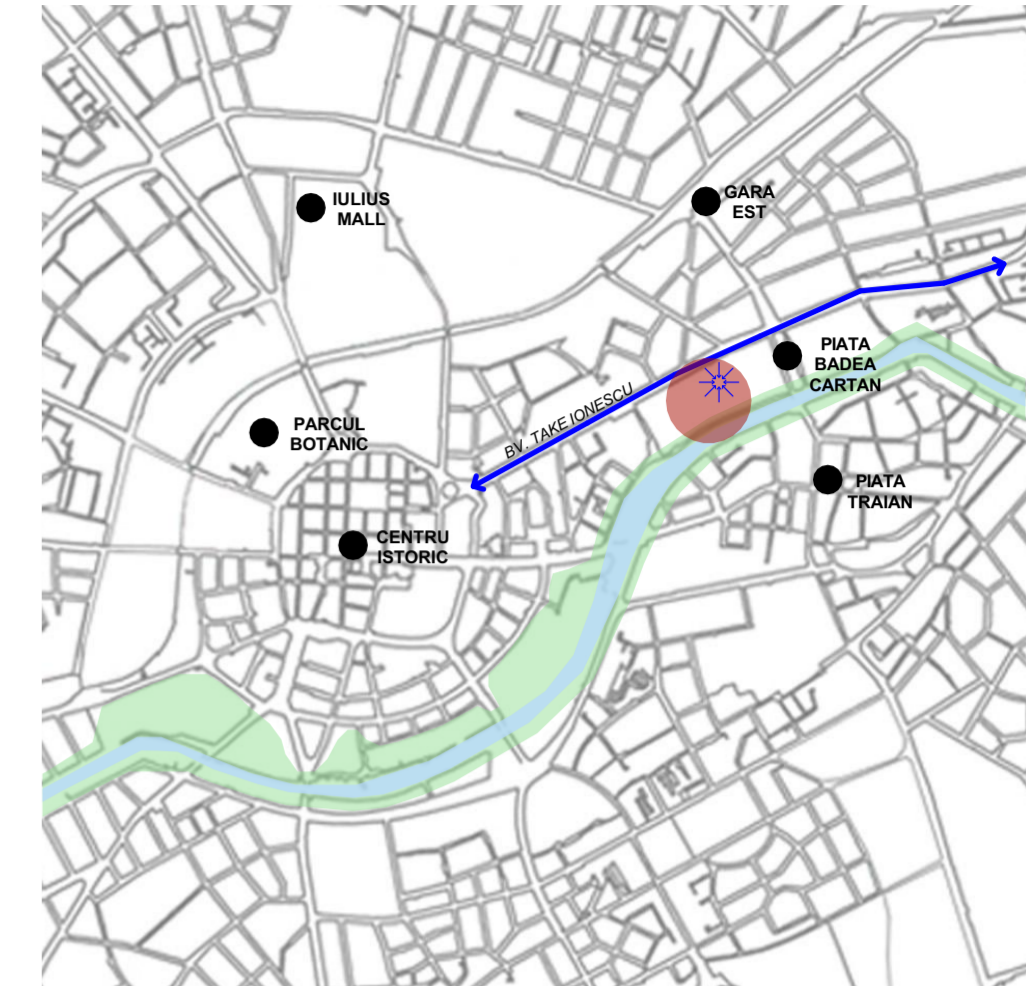 IULIUS
MALL
GARA
EST
PIATA
BADEA
CARTAN
BV. TAKE IONESCU
PARCUL
BOTANIC
PIATA
TRAIAN
CENTRU
ISTORIC